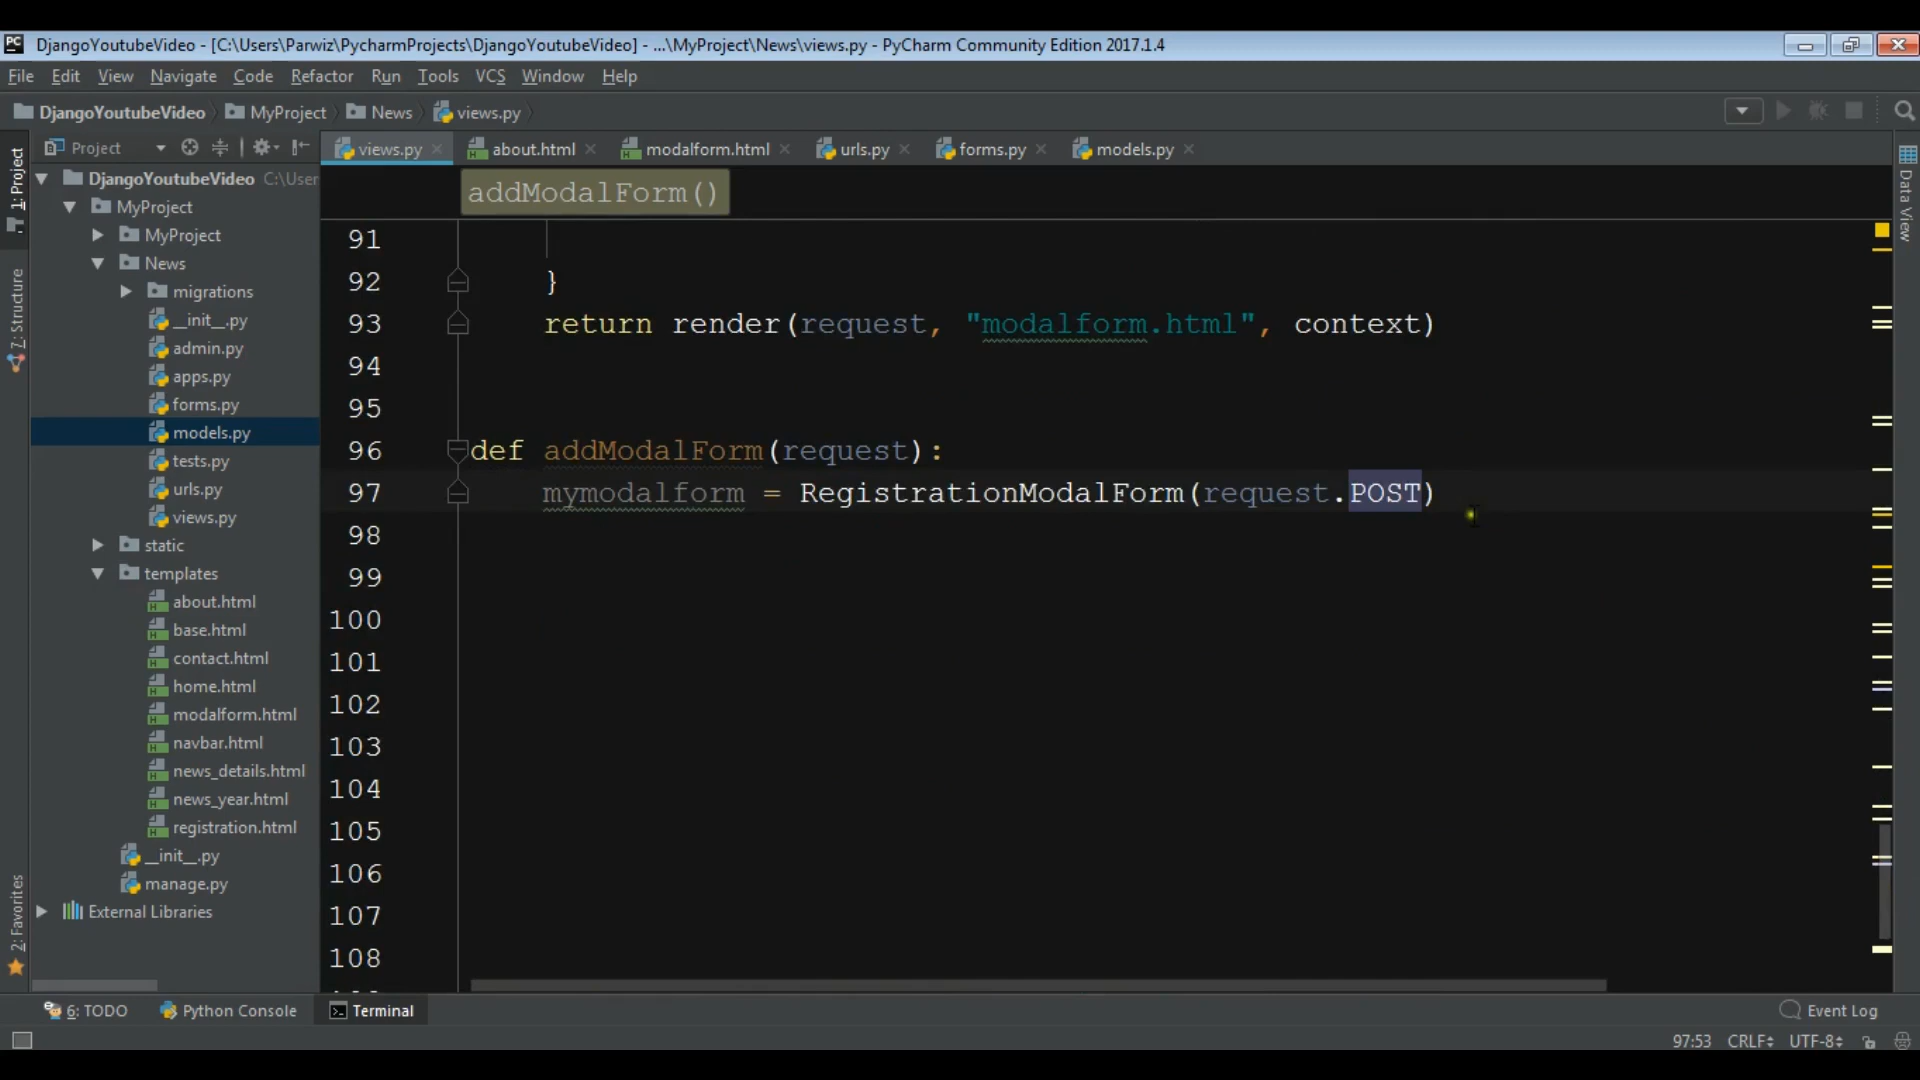 PC DjangoYoutubeVideo - [C:\Users\Parwiz\PycharmProjects\DjangoYoutubeVideo] - ...\MyProject\News\views.py - PyCharm Community Edition 2017.1.4
File Edit View Navigate Code Refactor Run Tools VCS Window Help
DjangoYoutubeVideo MyProject News views.py
Project views.py about.html modalform.html urls.py forms.py models.py
addModalForm()
1: Project
7: Structure
2: Favorites
Data View
DjangoYoutubeVideo C:\User
MyProject
MyProject
News
migrations
__init__.py
admin.py
apps.py
forms.py
models.py
tests.py
urls.py
views.py
static
templates
about.html
base.html
contact.html
home.html
modalform.html
navbar.html
news_details.html
news_year.html
registration.html
__init__.py
manage.py
External Libraries
91
92 }
93 return render(request, "modalform.html", context)
94
95
96 def addModalForm(request):
97 mymodalform = RegistrationModalForm(request.POST)
98
99
100
101
102
103
104
105
106
107
108
6: TODO Python Console Terminal Event Log
97:53 CRLF UTF-8